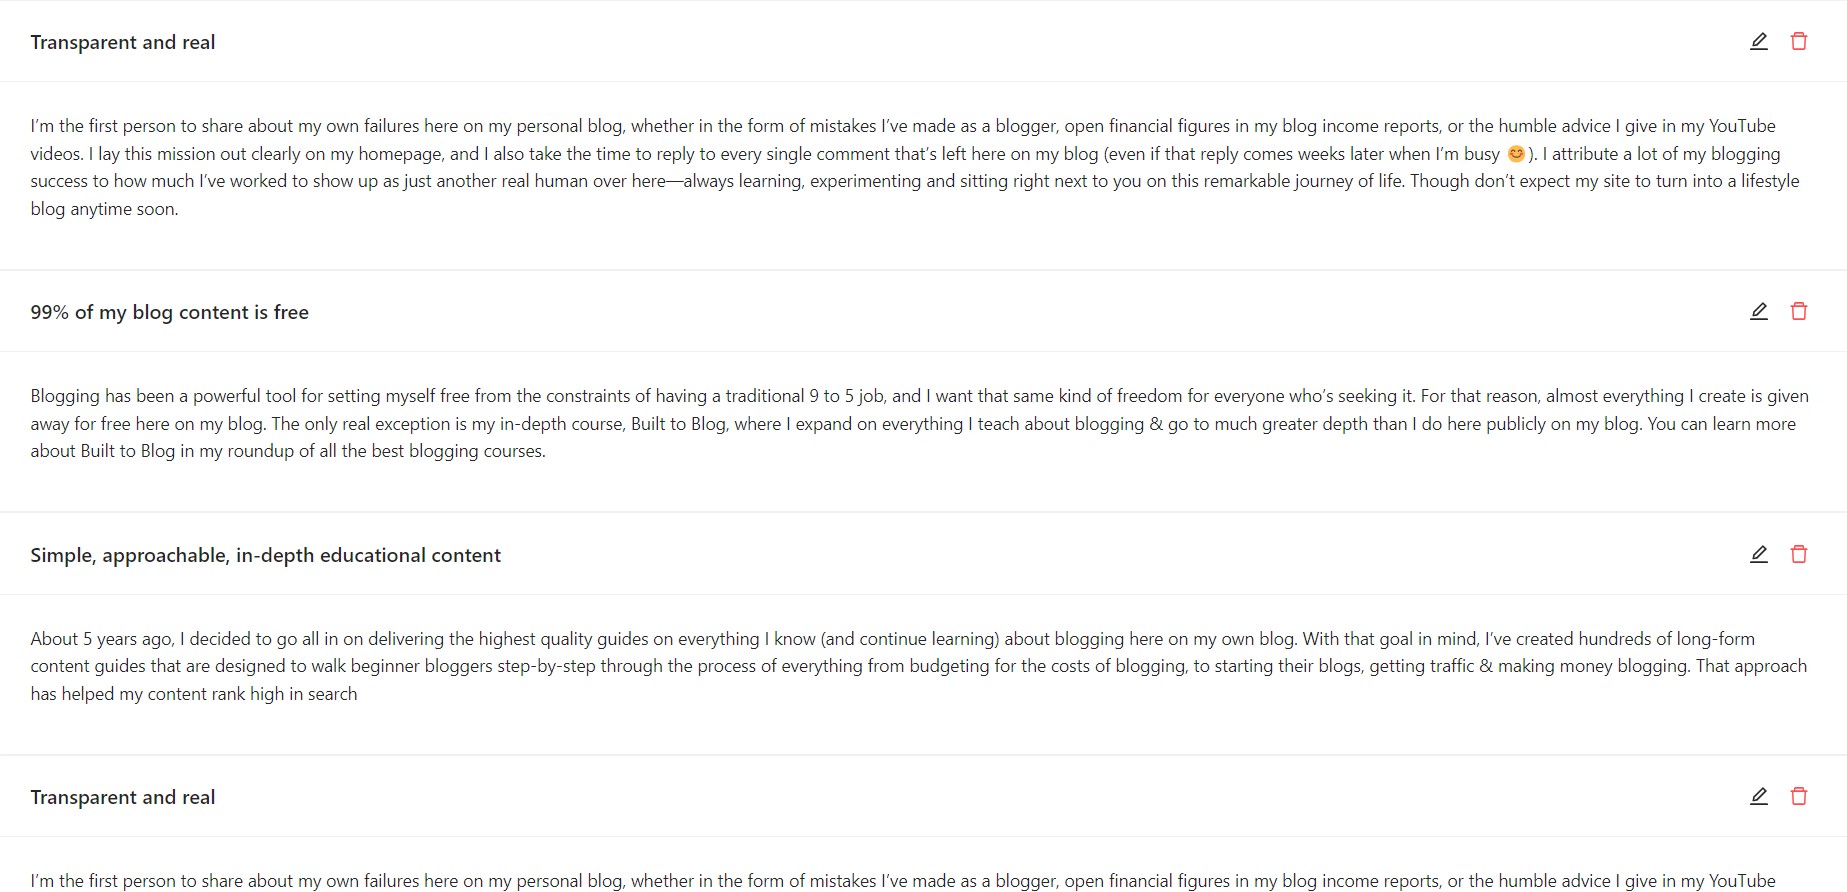 Transparent and real
I’m the first person to share about my own failures here on my personal blog, whether in the form of mistakes I’ve made as a blogger, open financial figures in my blog income reports, or the humble advice I give in my YouTube
videos. I lay this mission out clearly on my homepage, and I also take the time to reply to every single comment that’s left here on my blog (even if that reply comes weeks later when I’m busy 😊). I attribute a lot of my blogging
success to how much I’ve worked to show up as just another real human over here—always learning, experimenting and sitting right next to you on this remarkable journey of life. Though don’t expect my site to turn into a lifestyle
blog anytime soon.
99% of my blog content is free
Blogging has been a powerful tool for setting myself free from the constraints of having a traditional 9 to 5 job, and I want that same kind of freedom for everyone who’s seeking it. For that reason, almost everything I create is given
away for free here on my blog. The only real exception is my in-depth course, Built to Blog, where I expand on everything I teach about blogging & go to much greater depth than I do here publicly on my blog. You can learn more
about Built to Blog in my roundup of all the best blogging courses.
Simple, approachable, in-depth educational content
About 5 years ago, I decided to go all in on delivering the highest quality guides on everything I know (and continue learning) about blogging here on my own blog. With that goal in mind, I’ve created hundreds of long-form
content guides that are designed to walk beginner bloggers step-by-step through the process of everything from budgeting for the costs of blogging, to starting their blogs, getting traffic & making money blogging. That approach
has helped my content rank high in search
Transparent and real
I’m the first person to share about my own failures here on my personal blog, whether in the form of mistakes I’ve made as a blogger, open financial figures in my blog income reports, or the humble advice I give in my YouTube